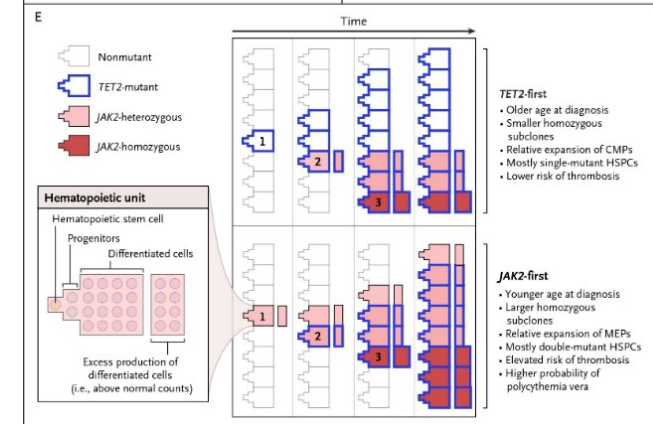 E
Time
Nonmutant
TET2-mutant
JAK2-heterozygous
JAK2-homozygous
1
2
3
TET2-first
• Older age at diagnosis
• Smaller homozygous
subclones
• Relative expansion of CMPs
• Mostly single-mutant HSPCs
• Lower risk of thrombosis
Hematopoietic unit
Hematopoietic stem cell
Progenitors
Differentiated cells
Excess production of
differentiated cells
(i.e., above normal counts)
1
2
3
JAK2-first
• Younger age at diagnosis
• Larger homozygous
subclones
• Relative expansion of MEPs
• Mostly double-mutant HSPCs
• Elevated risk of thrombosis
• Higher probability of
polycythemia vera